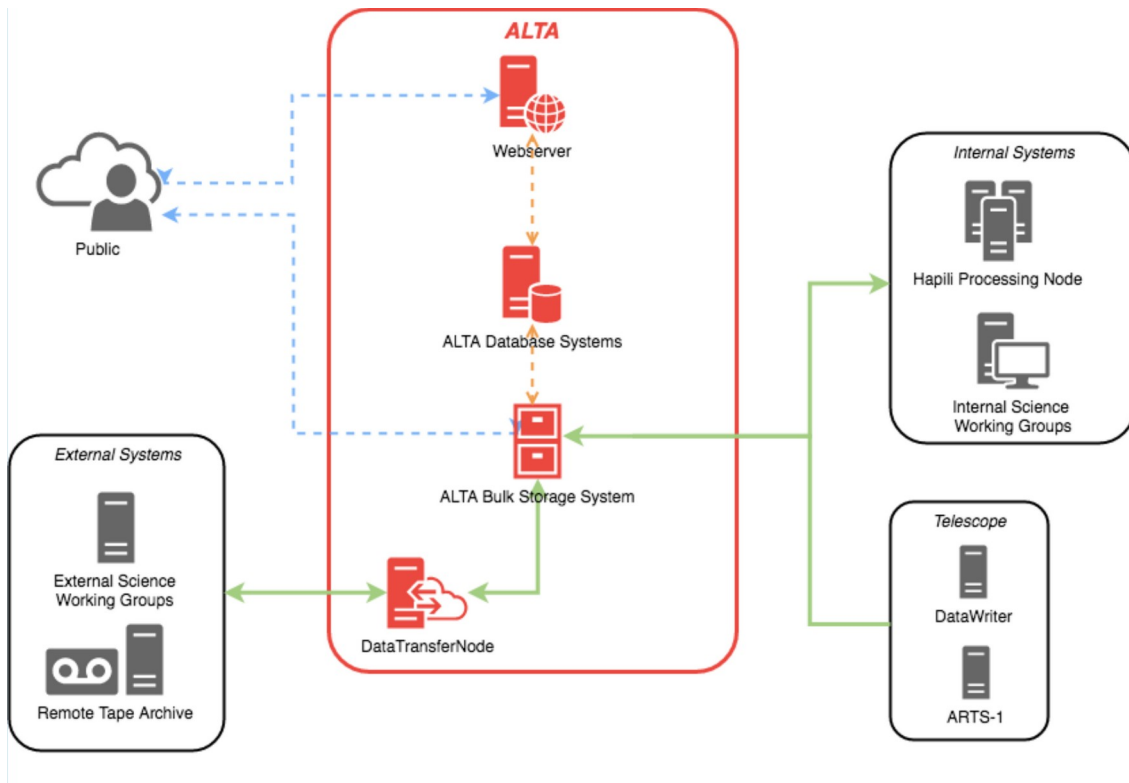 ALTA
Webserver
Public
ALTA Database Systems
ALTA Bulk Storage System
DataTransferNode
External Systems
External Science
Working Groups
Remote Tape Archive
Internal Systems
Hapili Processing Node
Internal Science
Working Groups
Telescope
DataWriter
ARTS-1